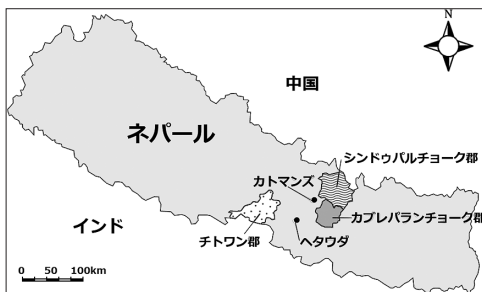 N
中国
ネパール
シンドゥパルチョーク郡
カトマンズ
インド
カブレパランチョーク郡
チトワン郡
ヘタウダ
0 50 100km